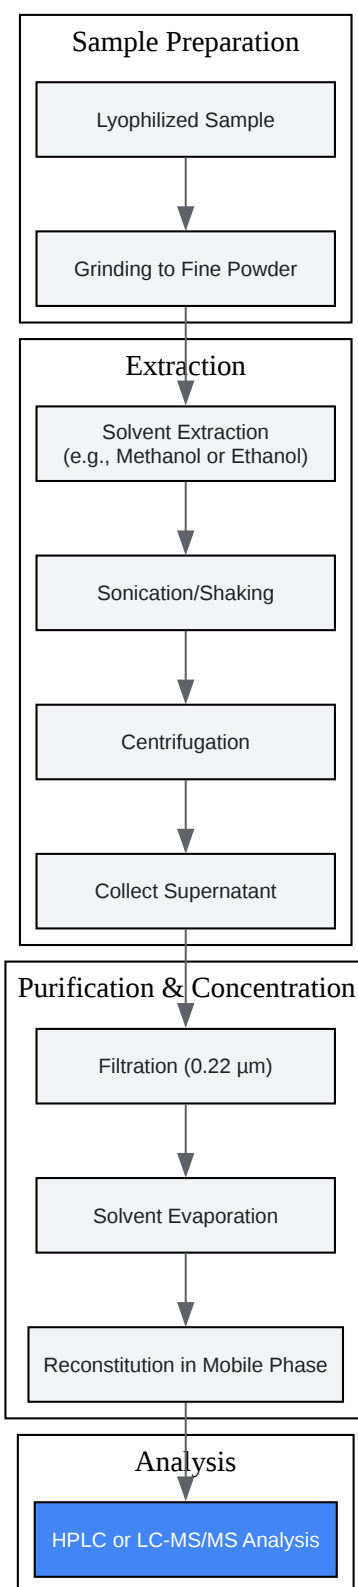 Sample Preparation
Lyophilized Sample
Grinding to Fine Powder
Extraction
Solvent Extraction
(e.g., Methanol or Ethanol)
Sonication/Shaking
Centrifugation
Collect Supernatant
Purification & Concentration
Filtration (0.22 µm)
Solvent Evaporation
Reconstitution in Mobile Phase
Analysis
HPLC or LC-MS/MS Analysis